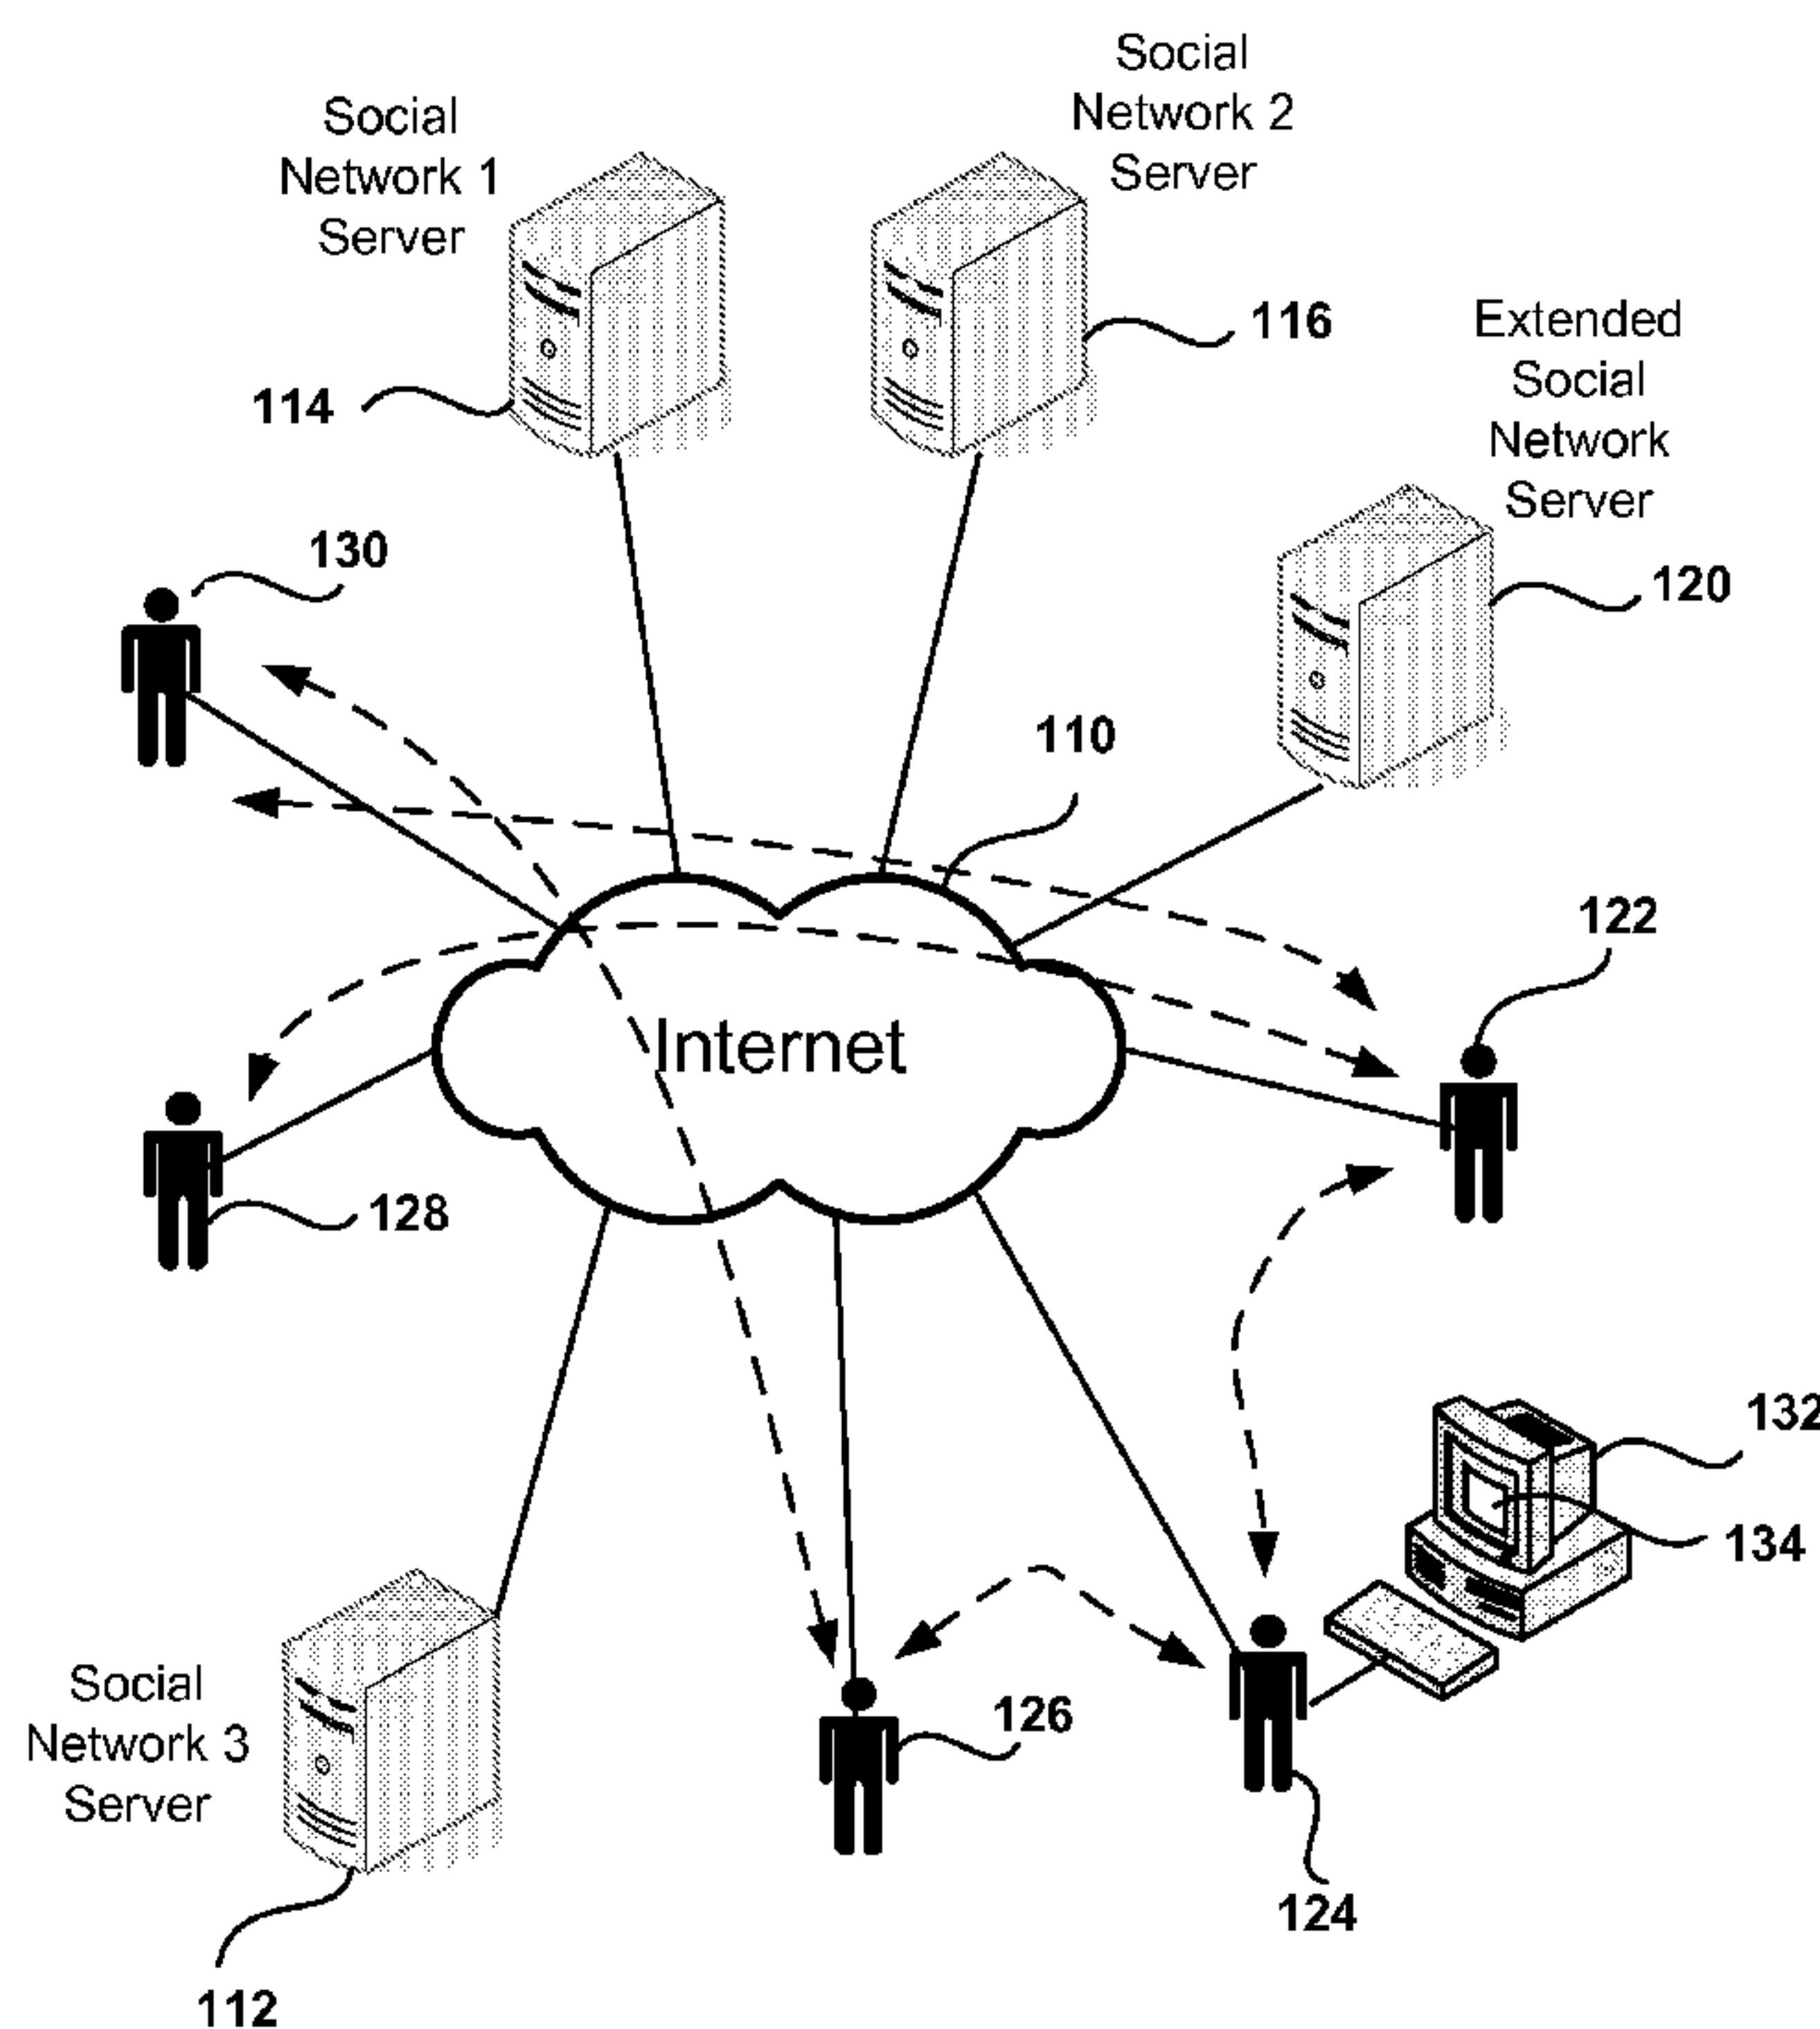 Social
Network 1
Server
Social
Network 2
Server
Extended
Social
Network
Server
116
114
130
120
110
122
Internet
128
132
134
Social
Network 3
Server
126
124
112